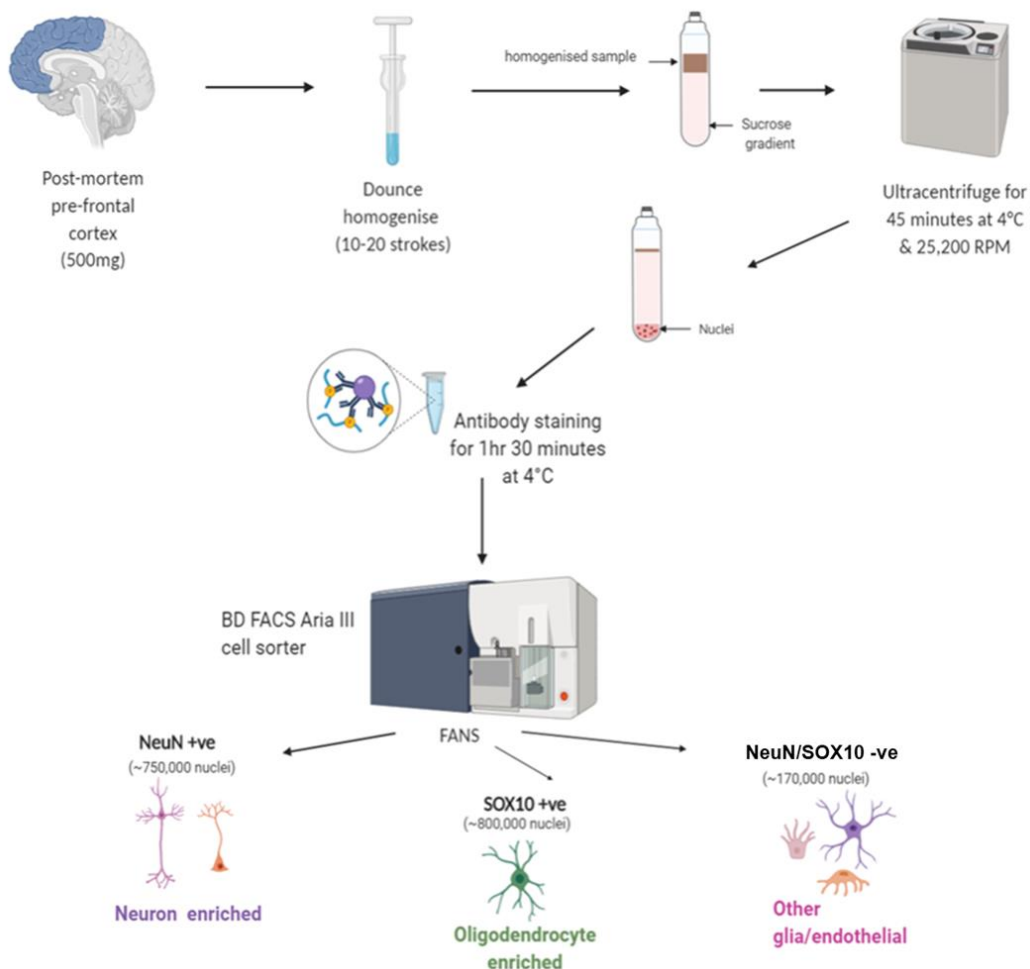 homogenised sample
Sucrose
gradient
Post-mortem
pre-frontal
cortex
(500mg)
Dounce
homogenise
(10-20 strokes)
Ultracentrifuge for
45 minutes at 4°C
& 25,200 RPM
Nuclei
Antibody staining
for 1hr 30 minutes
at 4°C
BD FACS Aria III
cell sorter
FANS
NeuN +ve
(~750,000 nuclei)
Neuron enriched
SOX10 +ve
(~800,000 nuclei)
Oligodendrocyte
enriched
NeuN/SOX10 -ve
(~170,000 nuclei)
Other
glia/endothelial